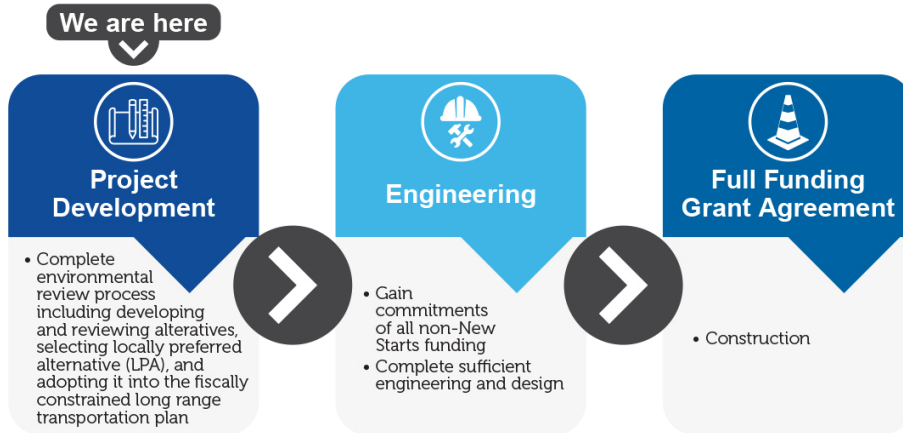 We are here
Project
Development
• Complete
environmental
review process
including developing
and reviewing alteratives,
selecting locally preferred
alternative (LPA), and
adopting it into the fiscally
constrained long range
transportation plan
Engineering
• Gain
commitments
of all non-New
Starts funding
• Complete sufficient
engineering and design
Full Funding
Grant Agreement
• Construction